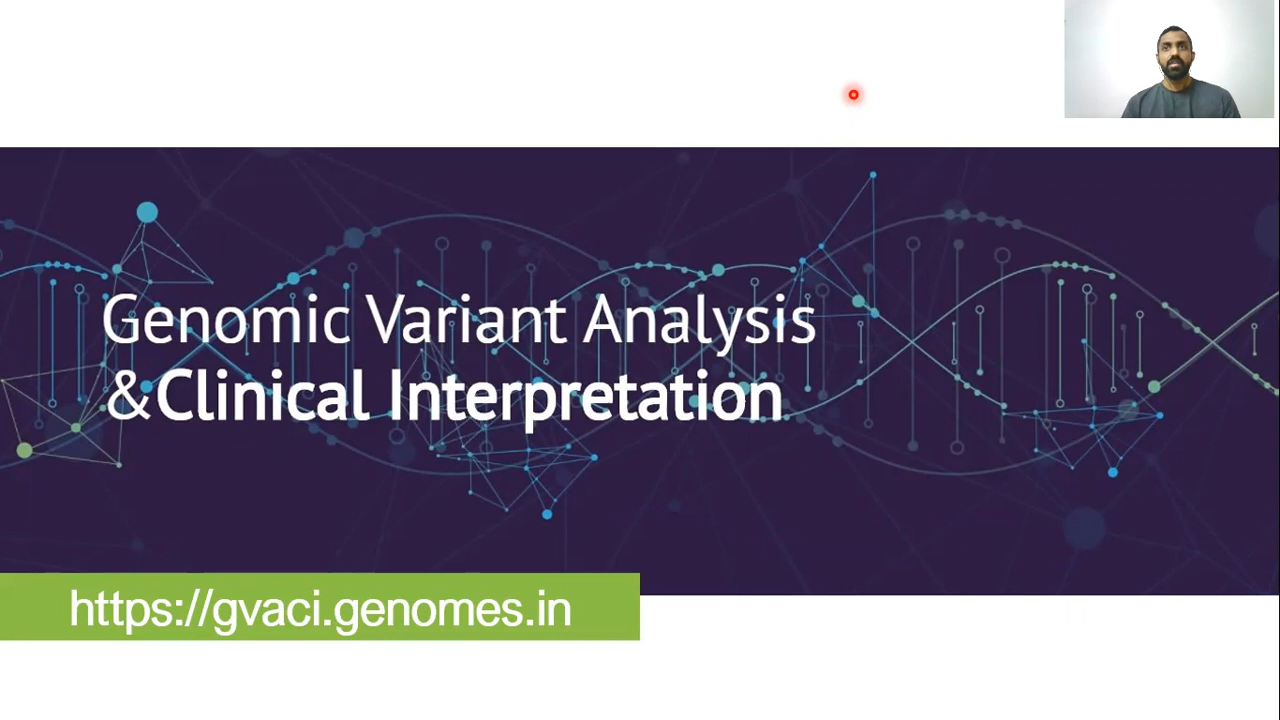 Genomic Variant Analysis
&Clinical Interpretation
https://gvaci.genomes.in